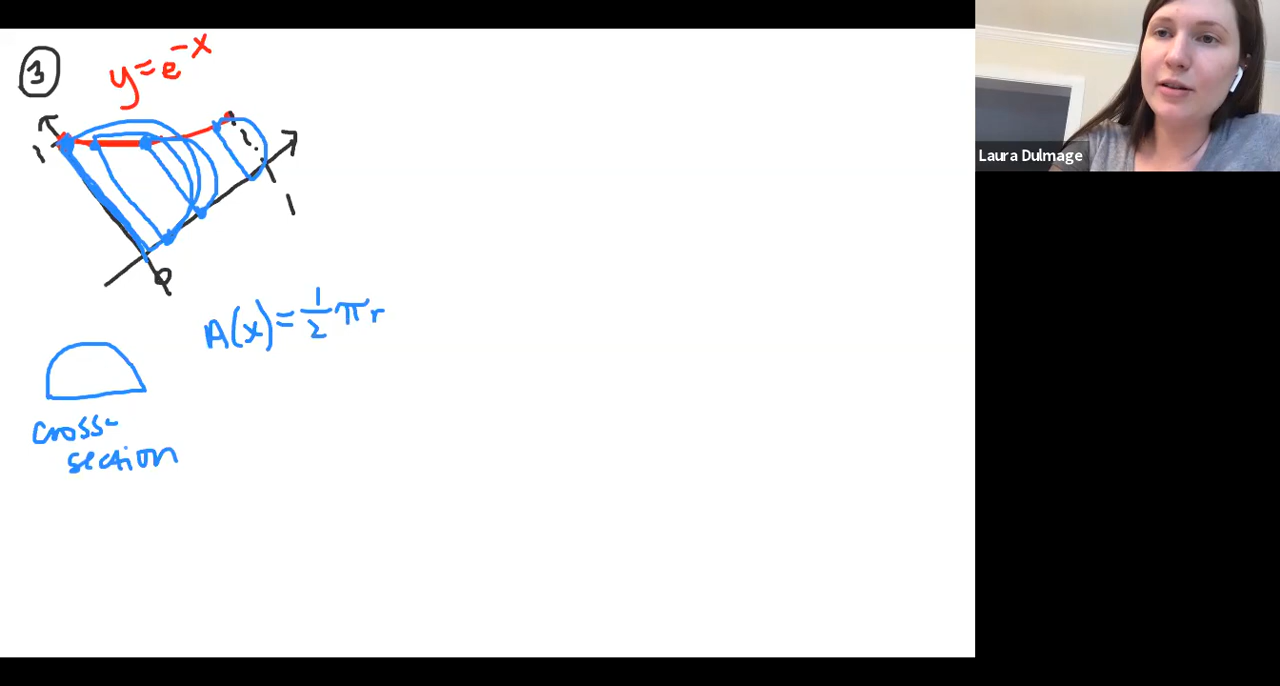 3
y=e^-x
1
1
0
A(x)=1/2 πr
cross-
section
Laura Dulmage